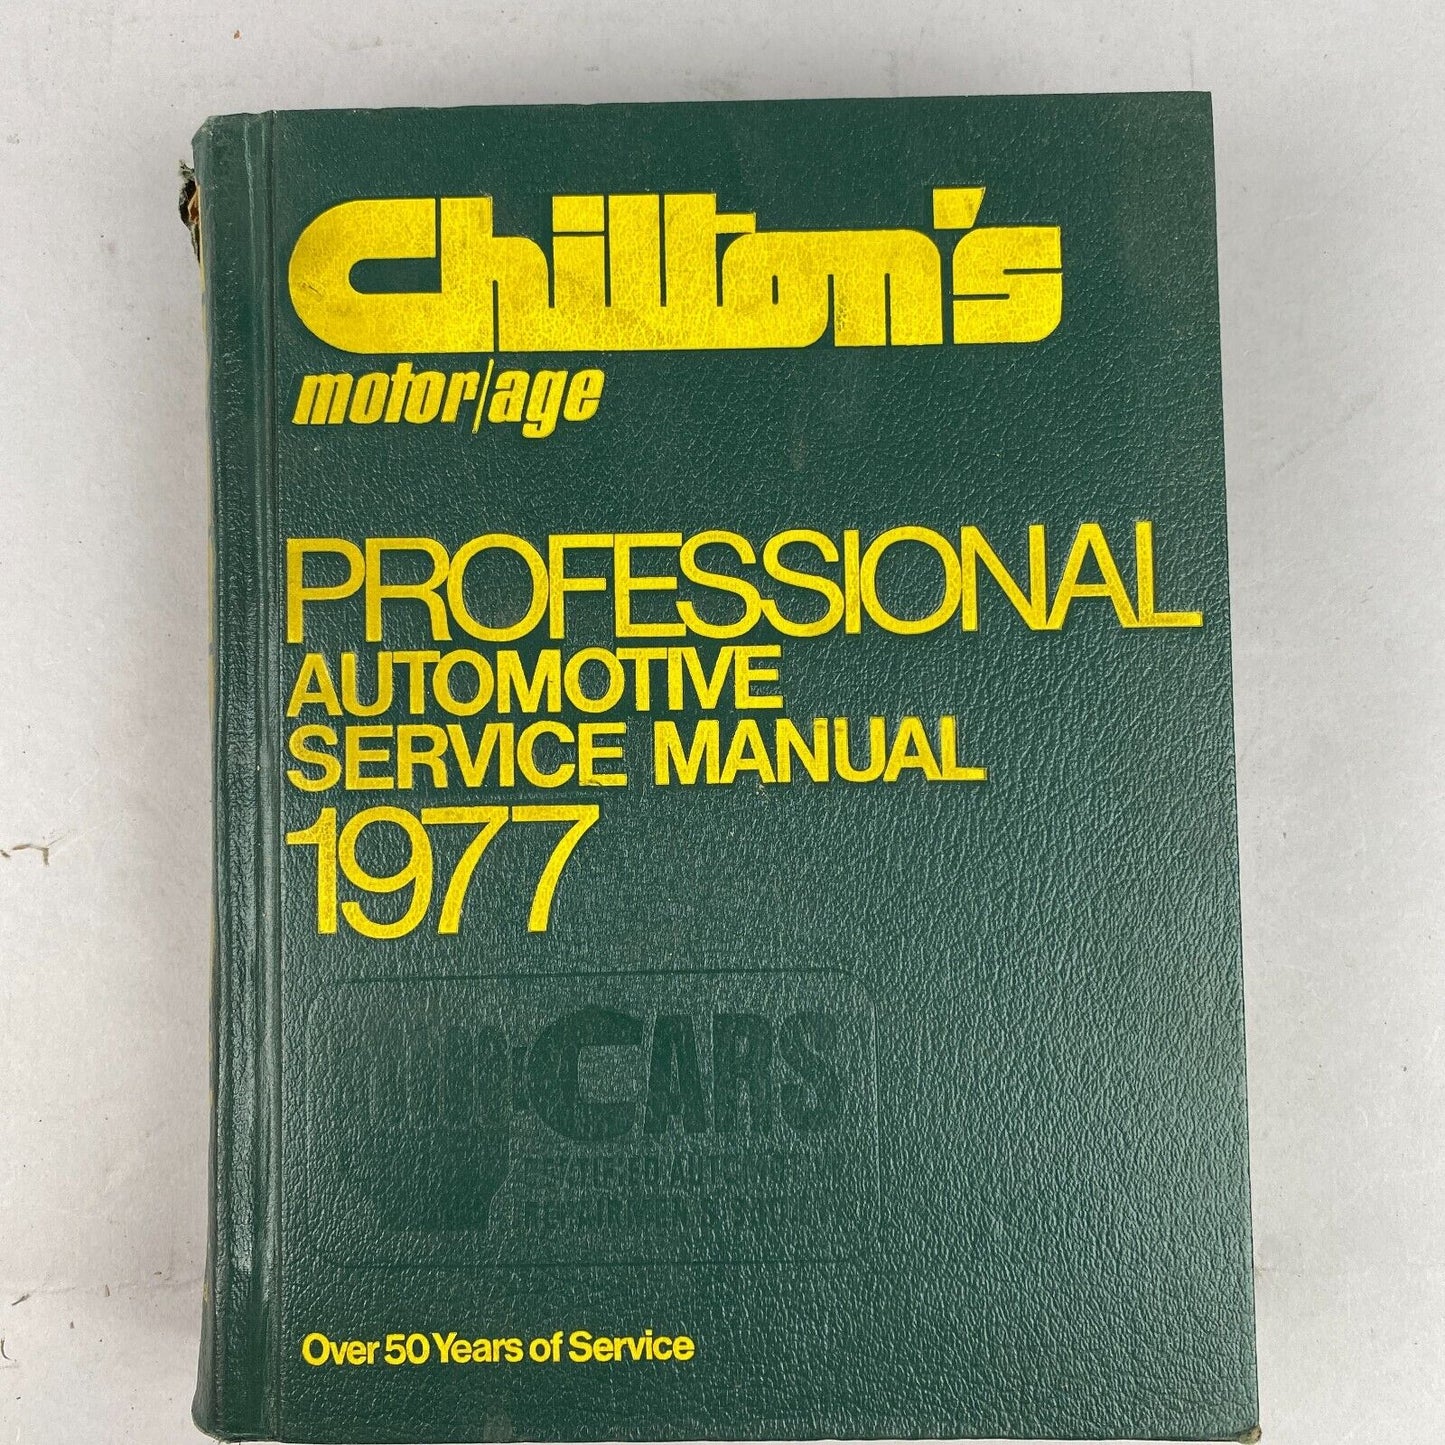 Chilton's
motor/age
PROFESSIONAL
AUTOMOTIVE
SERVICE MANUAL
1977
CARS
Over 50 Years of Service